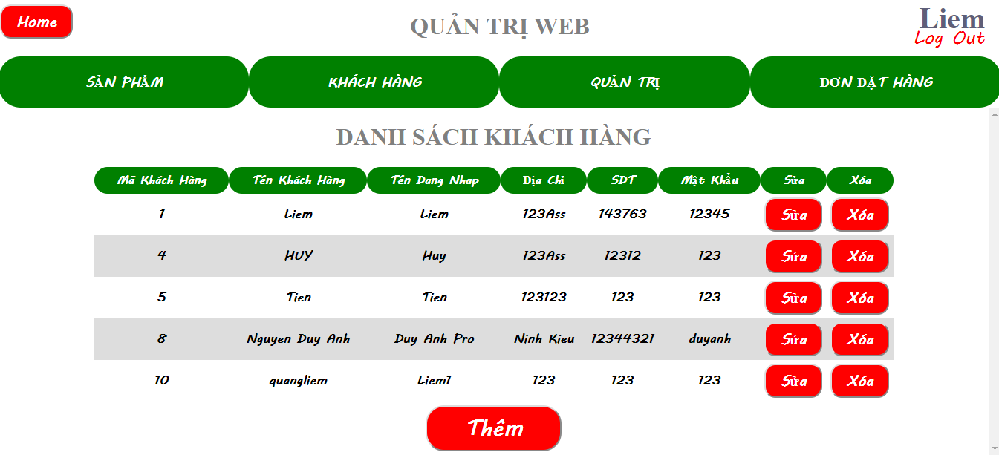 Home
QUẢN TRỊ WEB
Liem
Log Out
SẢN PHẨM KHÁCH HÀNG QUẢN TRỊ ĐƠN ĐẶT HÀNG
DANH SÁCH KHÁCH HÀNG
Mã Khách Hàng Tên Khách Hàng Tên Dang Nhap Địa Chỉ SDT Mật Khẩu Sửa Xóa
1 Liem Liem 123Ass 143763 12345 Sửa Xóa
4 HUY Huy 123Ass 12312 123 Sửa Xóa
5 Tien Tien 123123 123 123 Sửa Xóa
8 Nguyen Duy Anh Duy Anh Pro Ninh Kieu 12344321 duyanh Sửa Xóa
10 quangliem Liem1 123 123 123 Sửa Xóa
Thêm